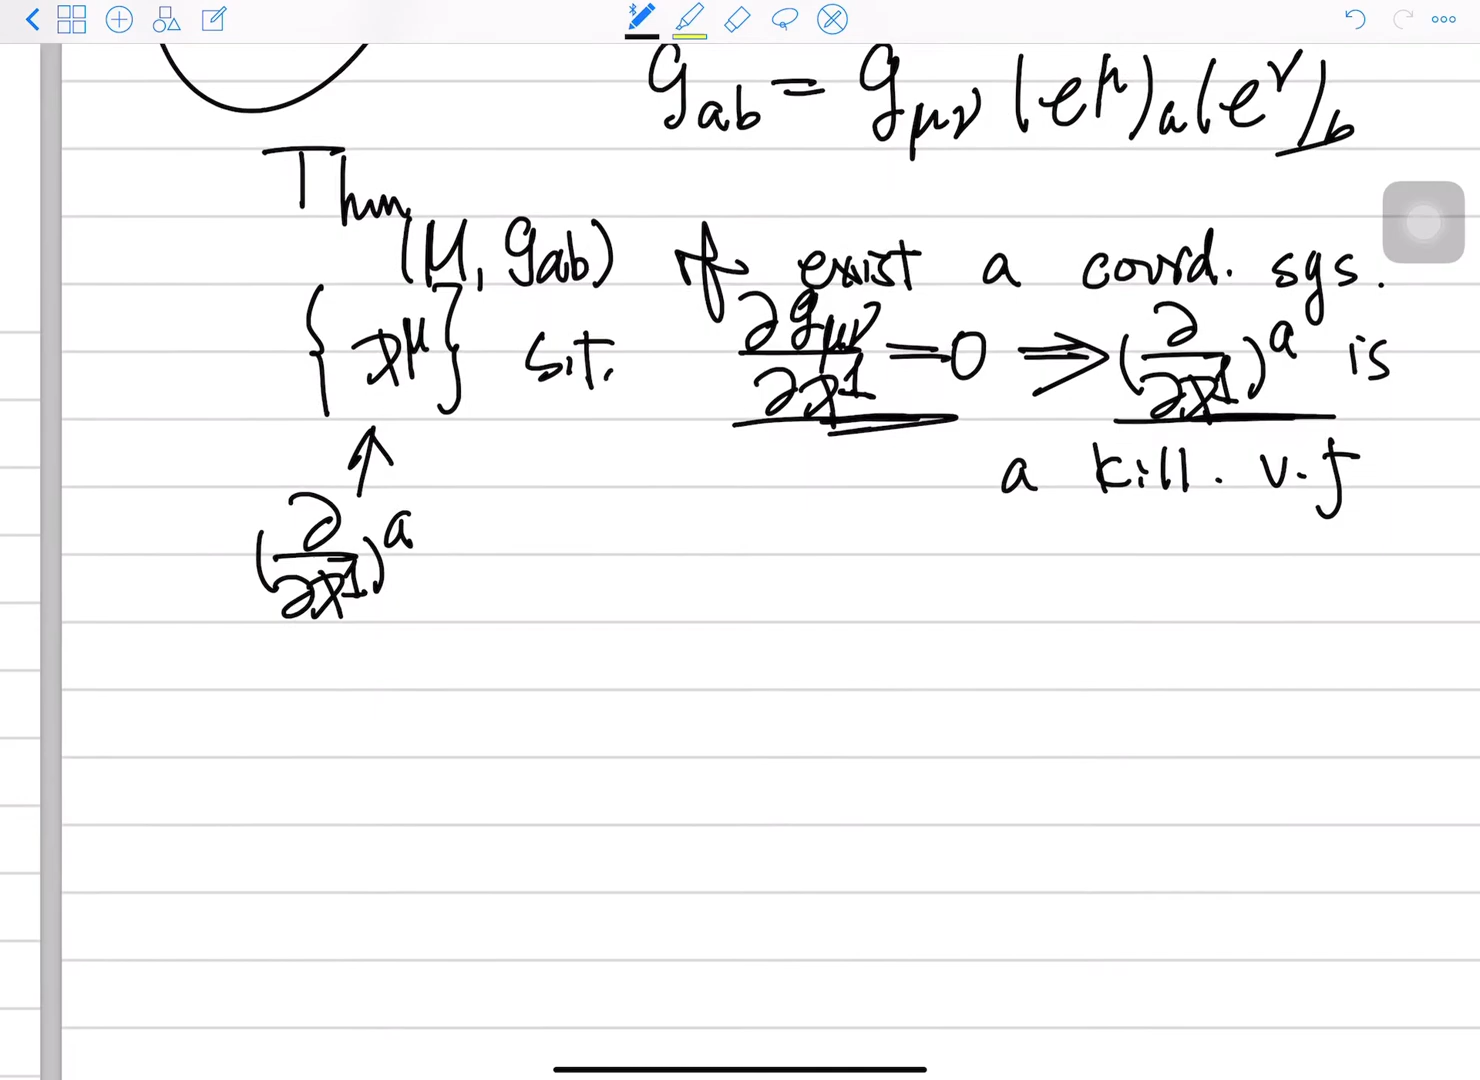 g_ab = g_μν (e^μ)_a (e^ν)_b
Thm
(M, g_ab) if exist a coord. sys.
{x^μ} s.t. ∂g_μν/∂x^1 = 0 ⇒ (∂/∂x^1)^a is
a kill. v.f
(∂/∂x^1)^a